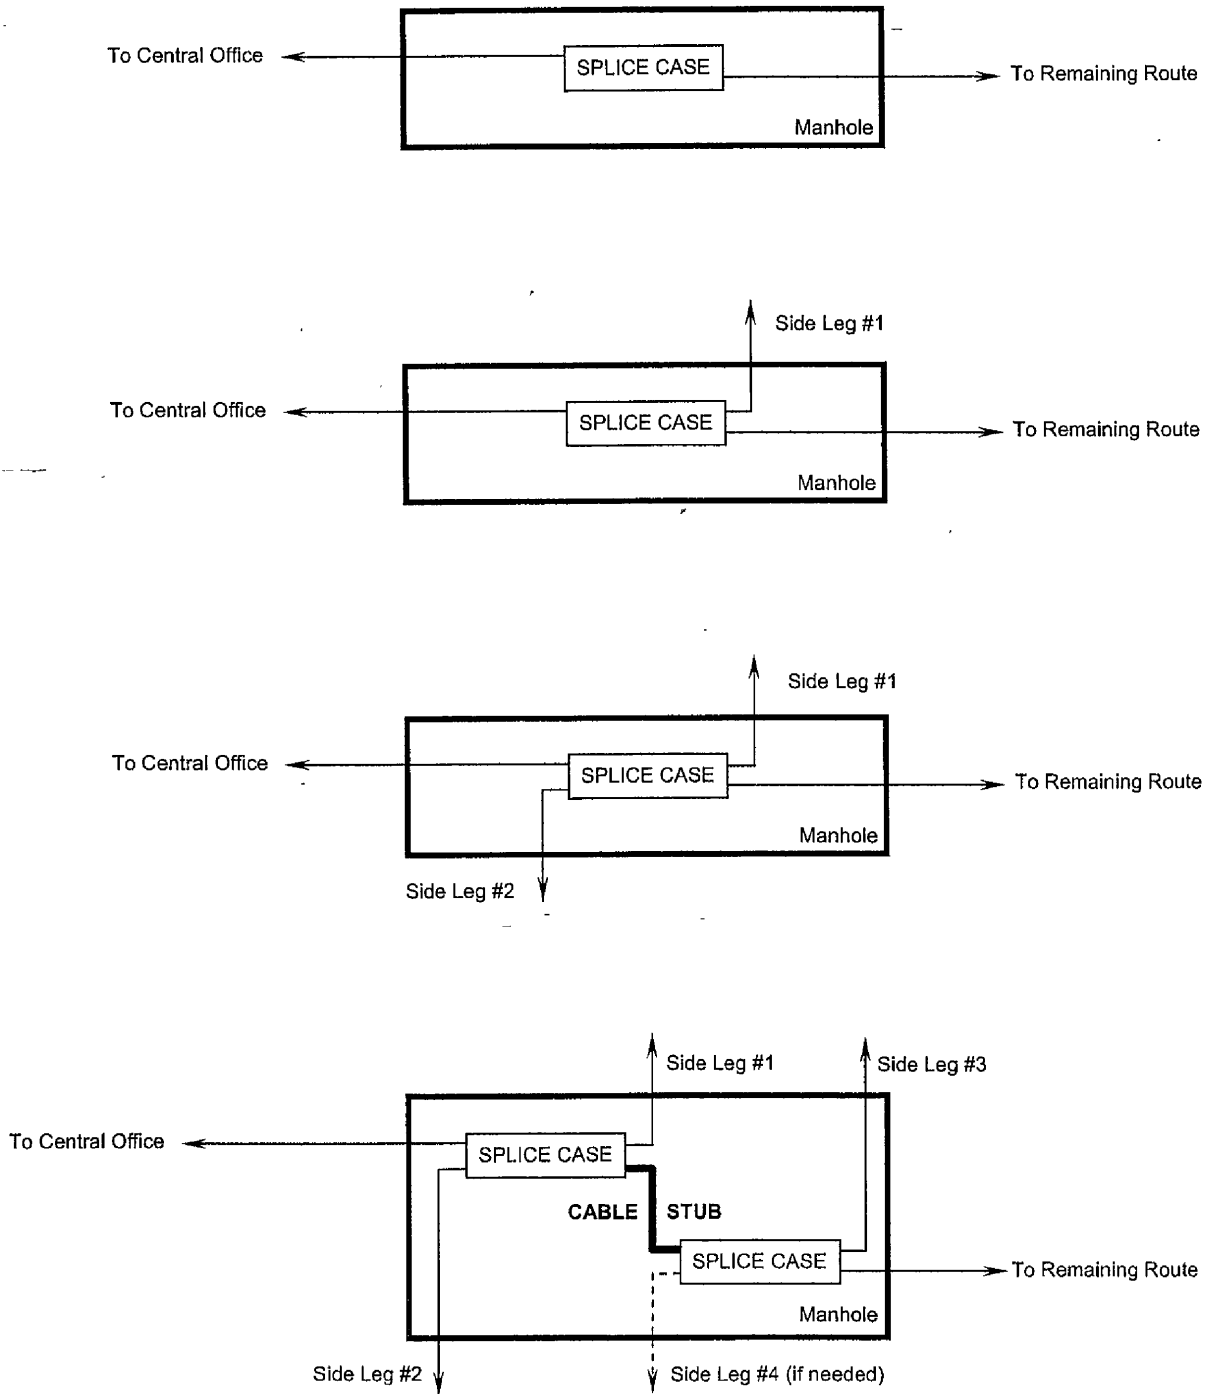 To Central Office
SPLICE CASE
To Remaining Route
Manhole
Side Leg #1
To Central Office
SPLICE CASE
To Remaining Route
Manhole
Side Leg #1
To Central Office
SPLICE CASE
To Remaining Route
Manhole
Side Leg #2
Side Leg #1
Side Leg #3
To Central Office
SPLICE CASE
CABLE STUB
SPLICE CASE
To Remaining Route
Manhole
Side Leg #2
Side Leg #4 (if needed)